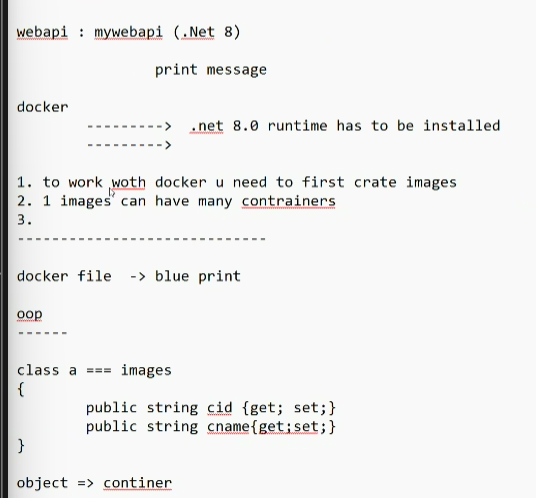 webapi : mywebapi (.Net 8)
print message
docker
---------> .net 8.0 runtime has to be installed
--------->
1. to work woth docker u need to first crate images
2. 1 images can have many contrainers
3.
-----------------------------
docker file -> blue print
oop
------
class a === images
{
public string cid {get; set;}
public string cname{get;set;}
}
object => continer